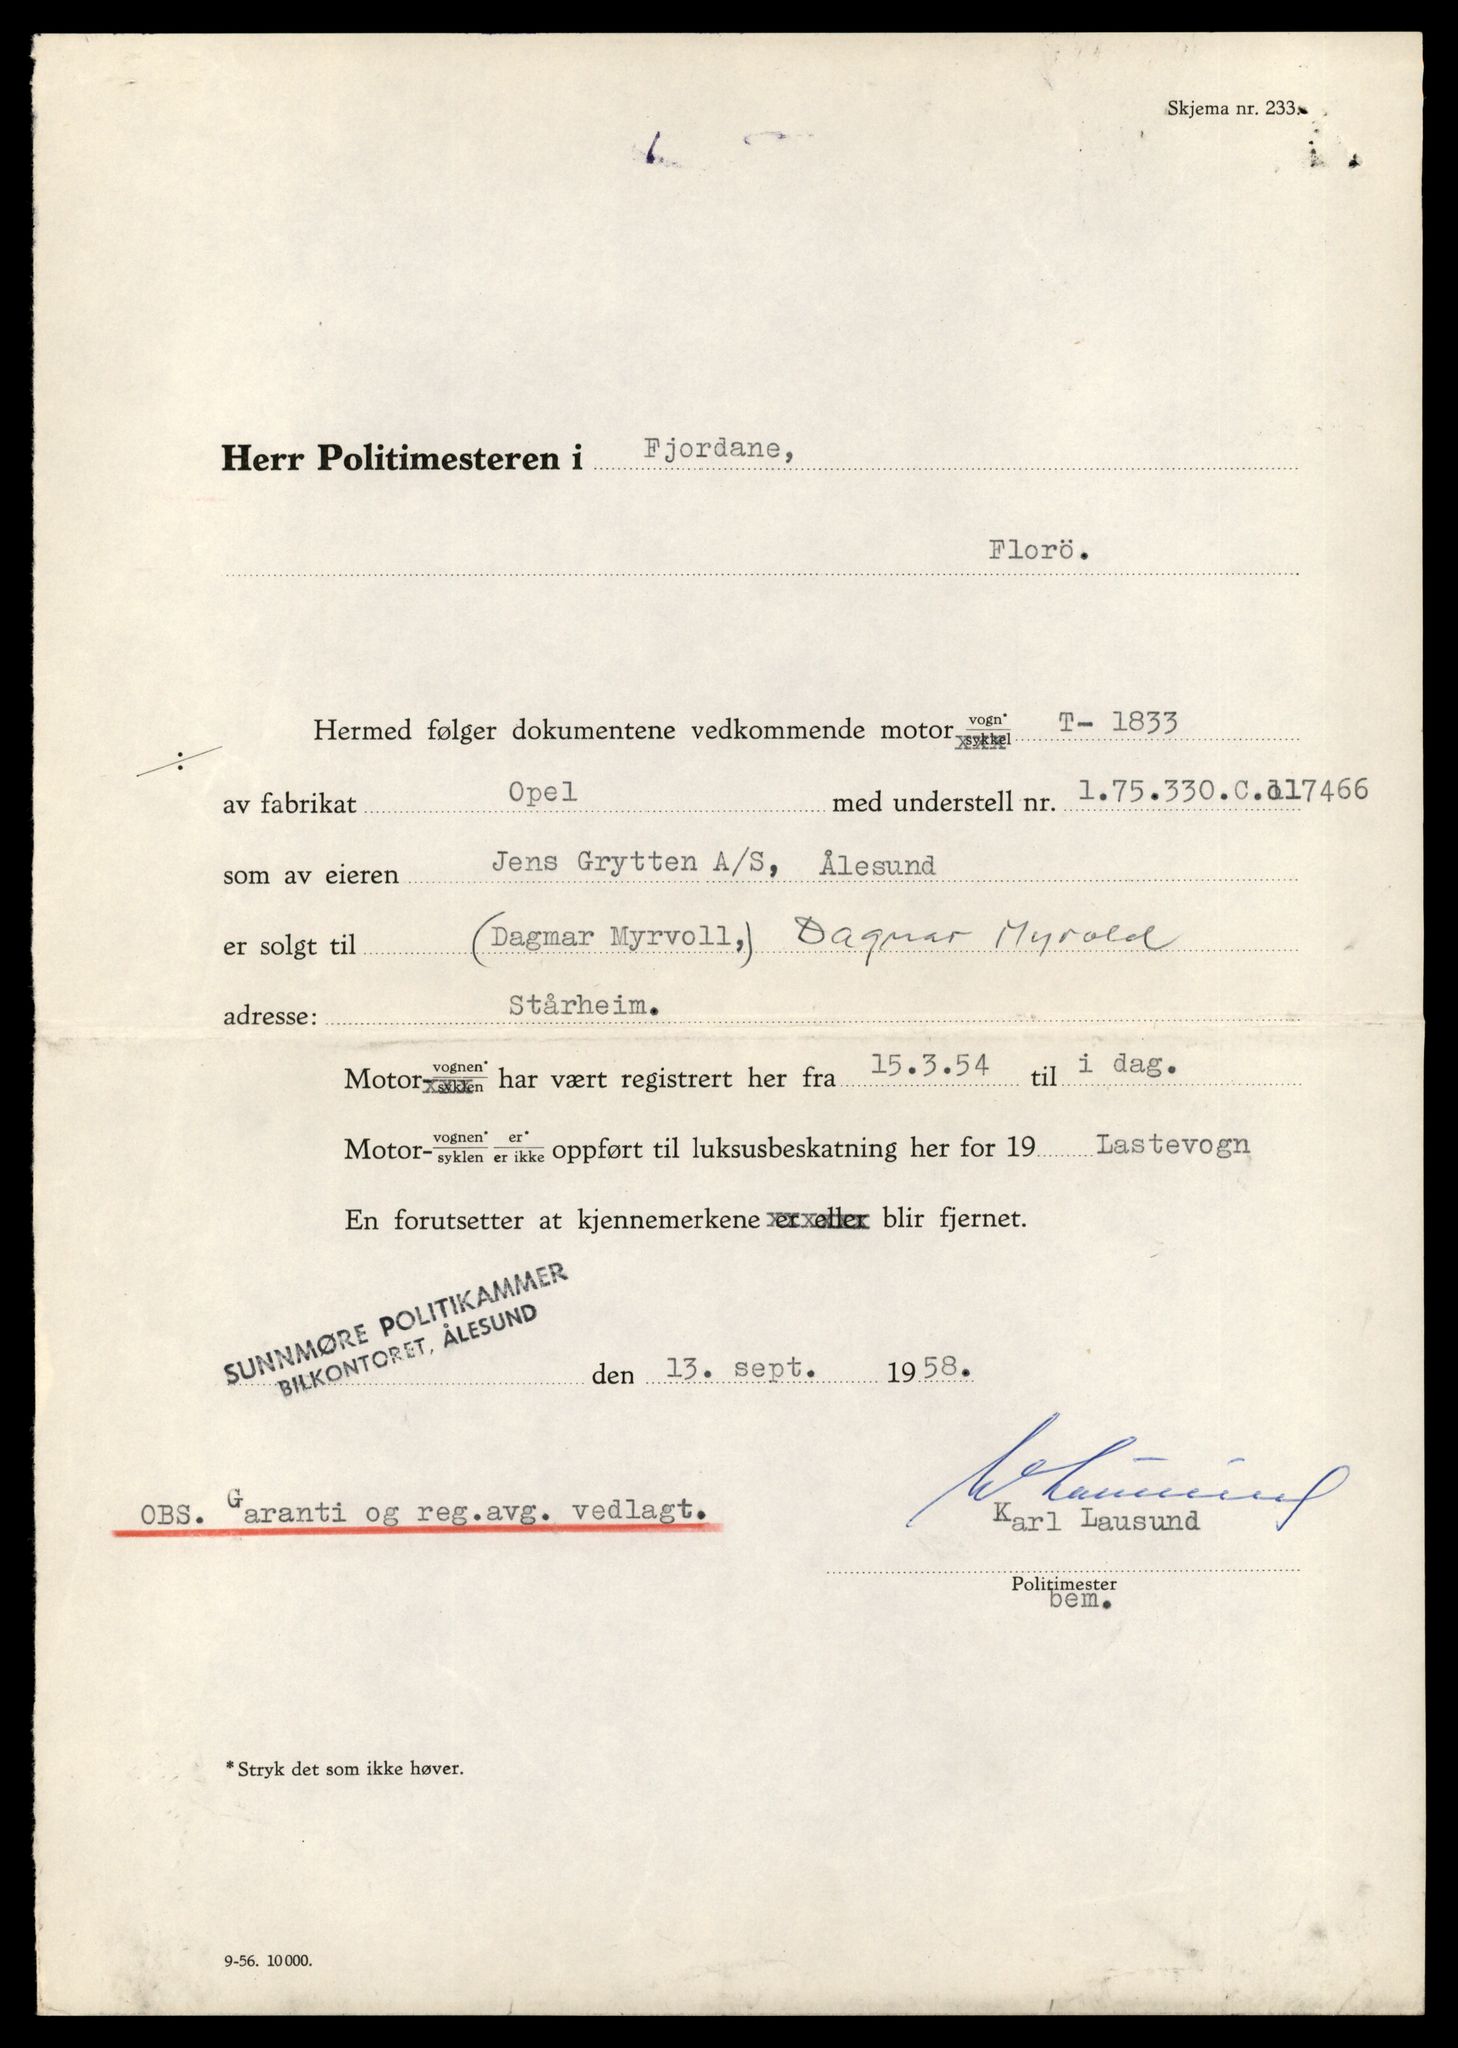 Skjema nr. 233.
Herr Politimesteren i Fjordane,
Florö.
Hermed følger dokumentene vedkommende motor vogn* sykkel T- 1833
av fabrikat Opel med understell nr. 1.75.330.C.117466
som av eieren Jens Grytten A/S, Ålesund
er solgt til (Dagmar Myrvoll,) Dagmar Myrold
adresse: Stårheim.
Motor- vognen* syklen har vært registrert her fra 15.3.54 til i dag.
Motor- vognen* syklen er* er ikke oppført til luksusbeskatning her for 19 Lastevogn
En forutsetter at kjennemerkene er eller blir fjernet.
SUNNMØRE POLITIKAMMER
BILKONTORET, ÅLESUND
den 13. sept. 1958.
OBS. Garanti og reg.avg. vedlagt.
Karl Lausund
Politimester
bem.
*Stryk det som ikke høver.
9-56. 10000.